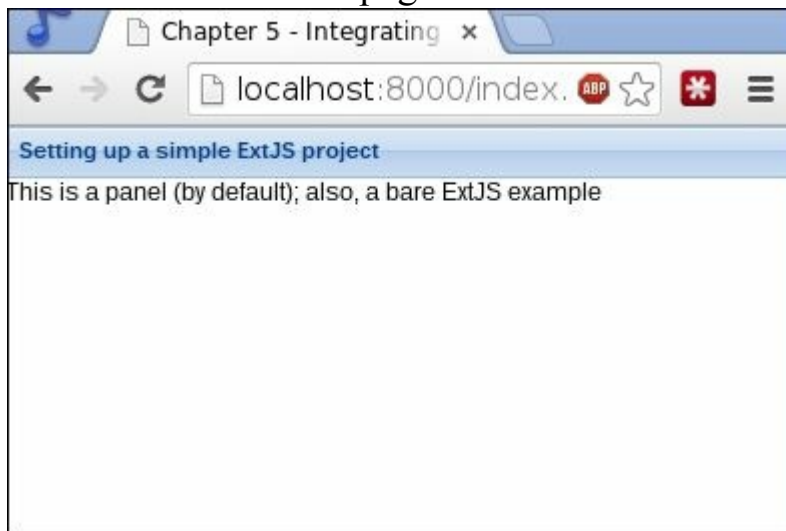 Chapter 5 - Integrating
localhost:8000/index.
ABP
Setting up a simple ExtJS project
This is a panel (by default); also, a bare ExtJS example